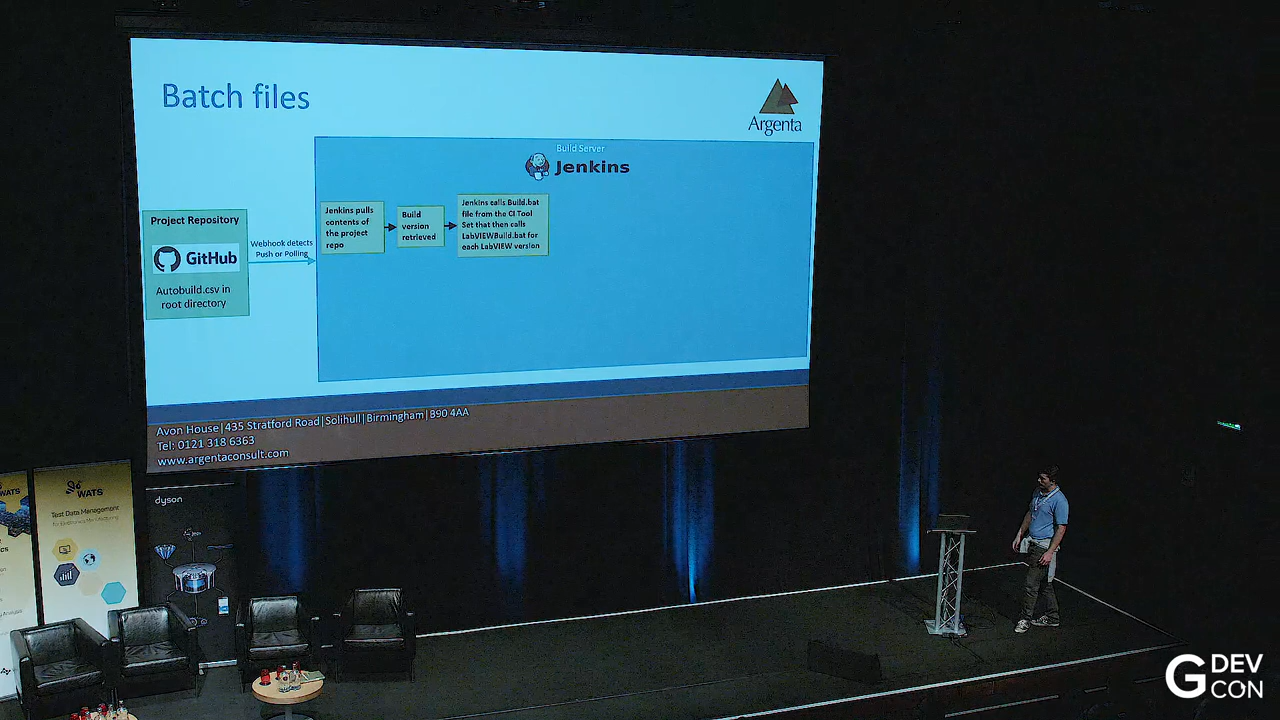 Batch files
Argenta
Build Server
Jenkins
Project Repository
GitHub
Autobuild.csv in
root directory
Webhook detects
Push or Polling
Jenkins pulls
contents of
the project
repo
Build
version
retrieved
Jenkins calls Build.bat
file from the CI Tool
Set that then calls
LabVIEWBuild.bat for
each LabVIEW version
Avon House|435 Stratford Road|Solihull|Birmingham|B90 4AA
Tel: 0121 318 6363
www.argentaconsult.com
WATS
WATS
Test Data Management
dyson
G DEV
CON